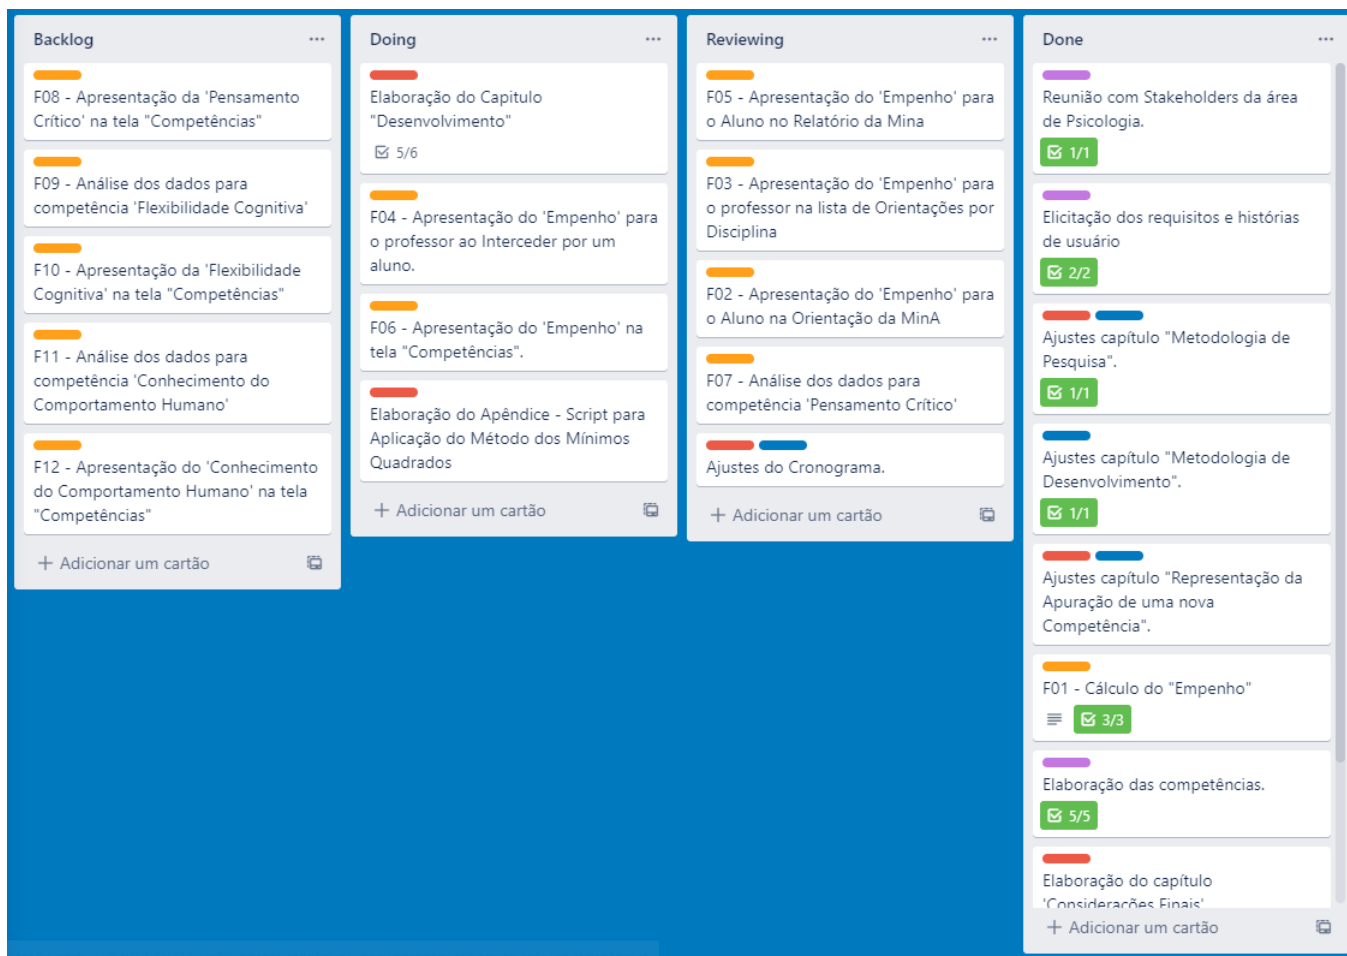 Backlog
F08 - Apresentação da 'Pensamento
Crítico' na tela "Competências"
F09 - Análise dos dados para
competência 'Flexibilidade Cognitiva'
F10 - Apresentação da 'Flexibilidade
Cognitiva' na tela "Competências"
F11 - Análise dos dados para
competência 'Conhecimento do
Comportamento Humano'
F12 - Apresentação do 'Conhecimento
do Comportamento Humano' na tela
"Competências"
+ Adicionar um cartão
Doing
Elaboração do Capitulo
"Desenvolvimento"
5/6
F04 - Apresentação do 'Empenho' para
o professor ao Interceder por um
aluno.
F06 - Apresentação do 'Empenho' na
tela "Competências".
Elaboração do Apêndice - Script para
Aplicação do Método dos Mínimos
Quadrados
+ Adicionar um cartão
Reviewing
F05 - Apresentação do 'Empenho' para
o Aluno no Relatório da Mina
F03 - Apresentação do 'Empenho' para
o professor na lista de Orientações por
Disciplina
F02 - Apresentação do 'Empenho' para
o Aluno na Orientação da MinA
F07 - Análise dos dados para
competência 'Pensamento Crítico'
Ajustes do Cronograma.
+ Adicionar um cartão
Done
Reunião com Stakeholders da área
de Psicologia.
1/1
Elicitação dos requisitos e histórias
de usuário
2/2
Ajustes capítulo "Metodologia de
Pesquisa".
1/1
Ajustes capítulo "Metodologia de
Desenvolvimento".
1/1
Ajustes capítulo "Representação da
Apuração de uma nova
Competência".
F01 - Cálculo do "Empenho"
3/3
Elaboração das competências.
5/5
Elaboração do capítulo
'Considerações Finais'
+ Adicionar um cartão